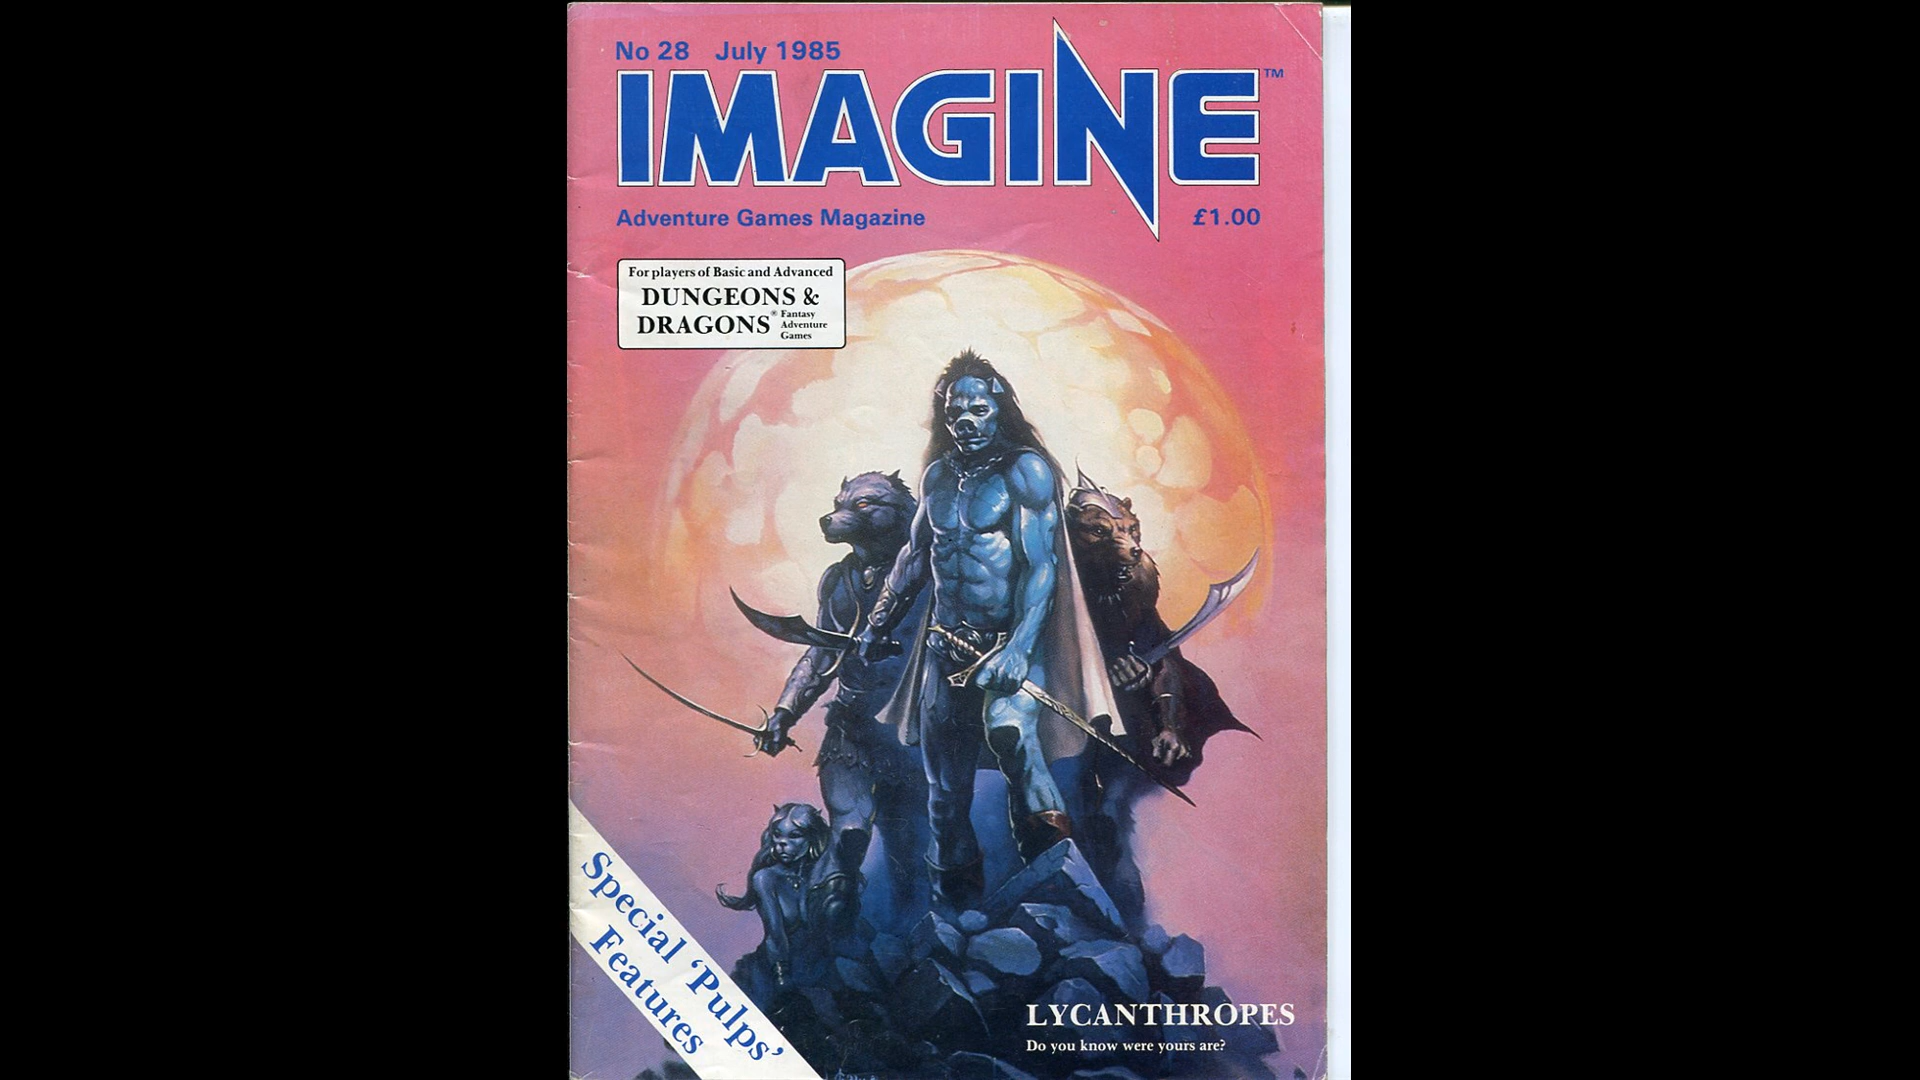 No 28 July 1985
IMAGINE™
Adventure Games Magazine £1.00
For players of Basic and Advanced
DUNGEONS &
DRAGONS® Fantasy
Adventure
Games
Special ‘Pulps’
Features
LYCANTHROPES
Do you know were yours are?